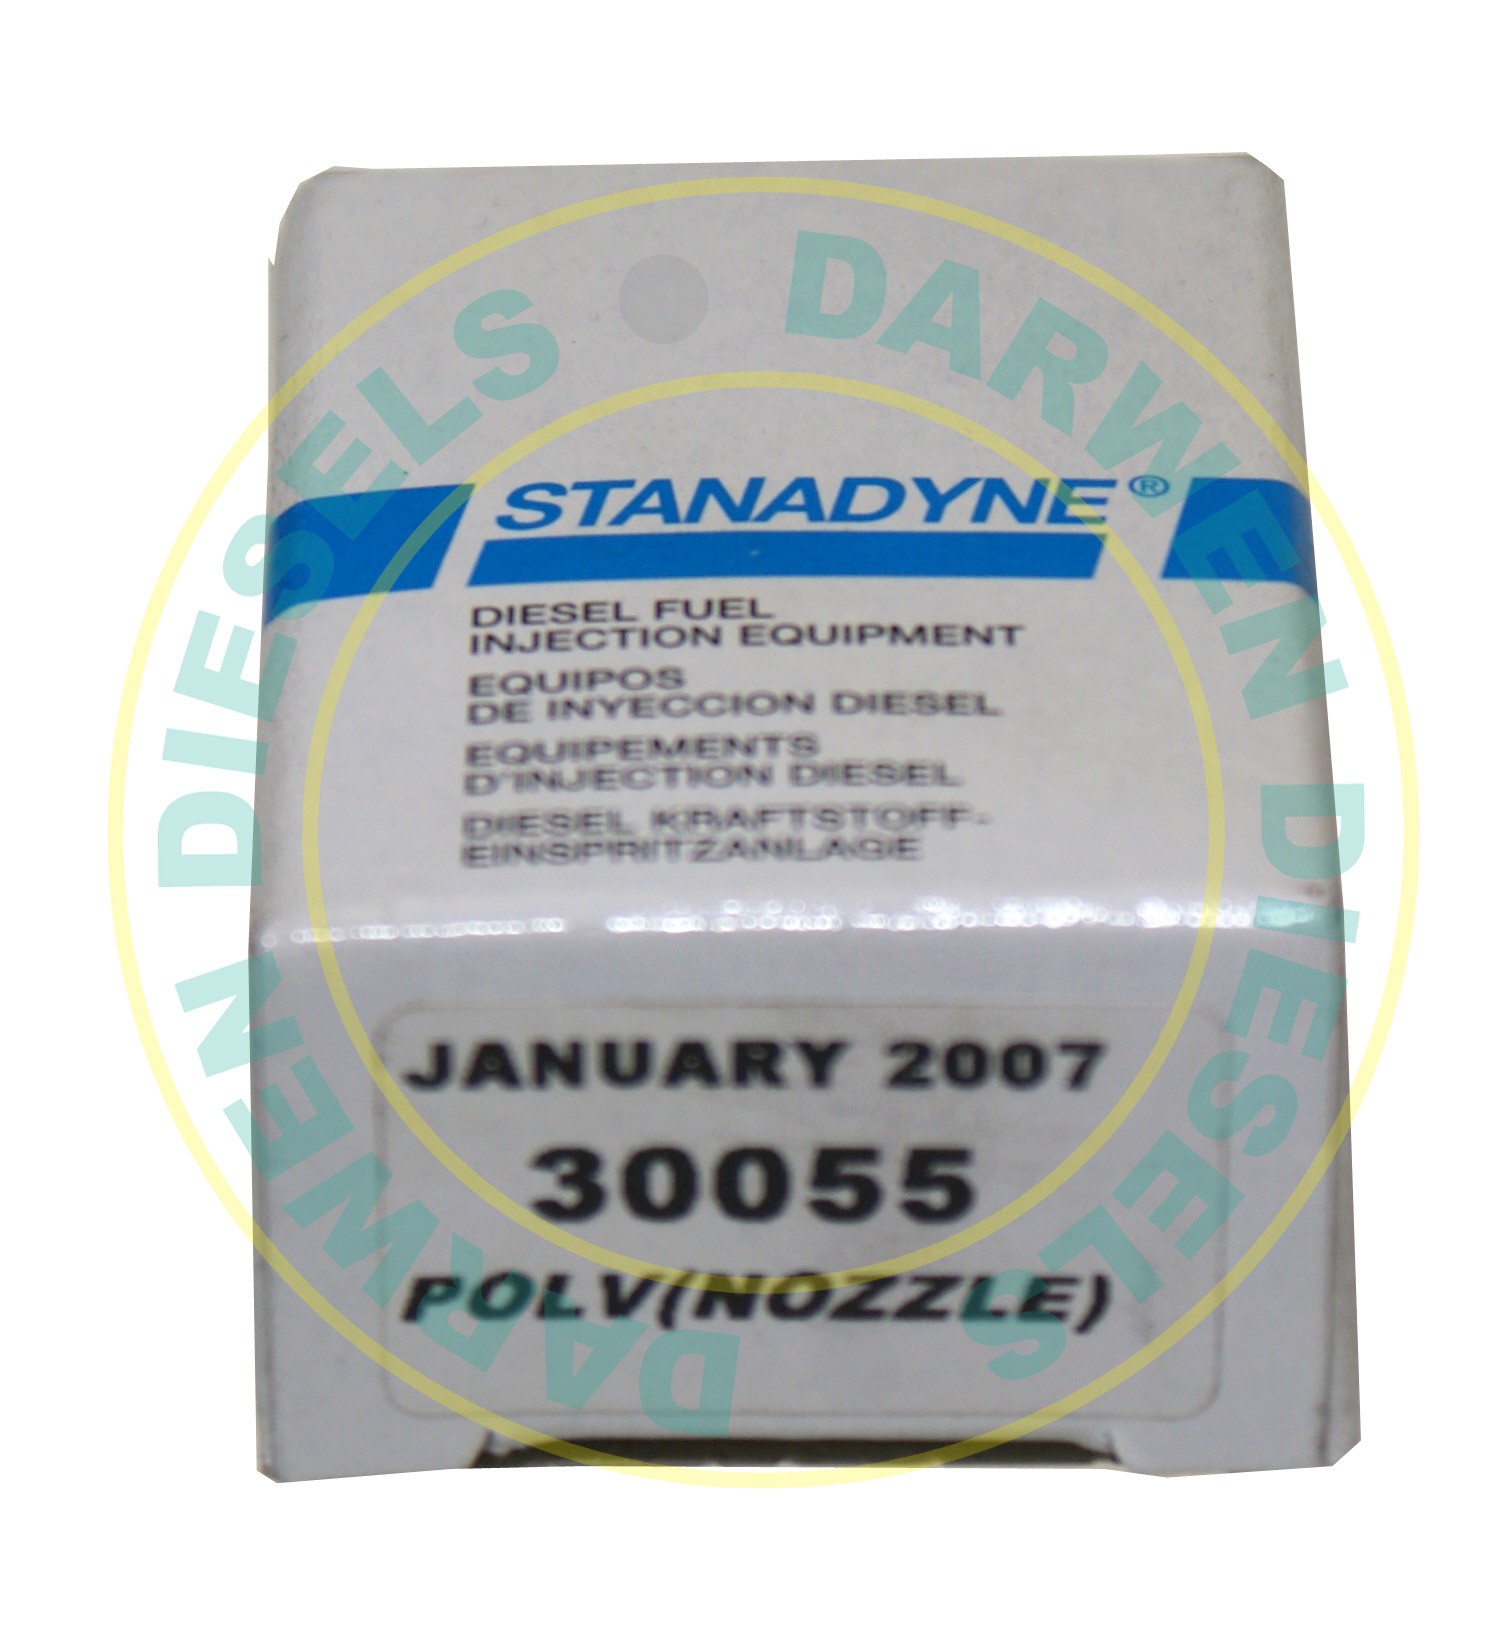 STANADYNE®
DIESEL FUEL
INJECTION EQUIPMENT
EQUIPOS
DE INYECCION DIESEL
EQUIPEMENTS
D'INJECTION DIESEL
DIESEL KRAFTSTOFF-
EINSPRITZANLAGE
JANUARY 2007
30055
POLV(NOZZLE)
DARWEN DIESELS
DARWEN DIESELS